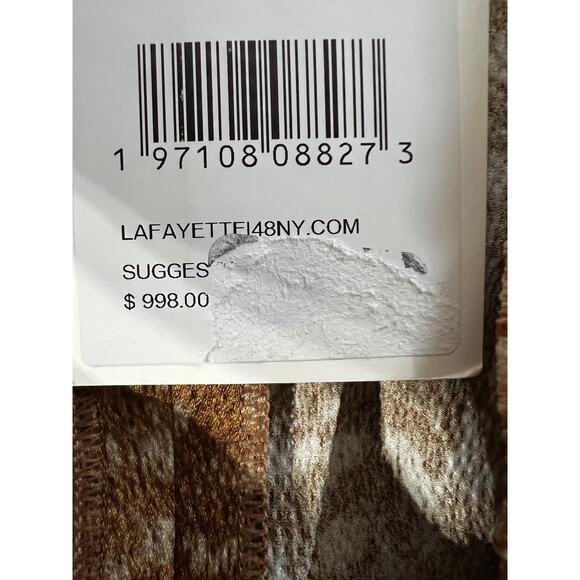 1 97108 08827 3
LAFAYETTE148NY.COM
SUGGES
$ 998.00